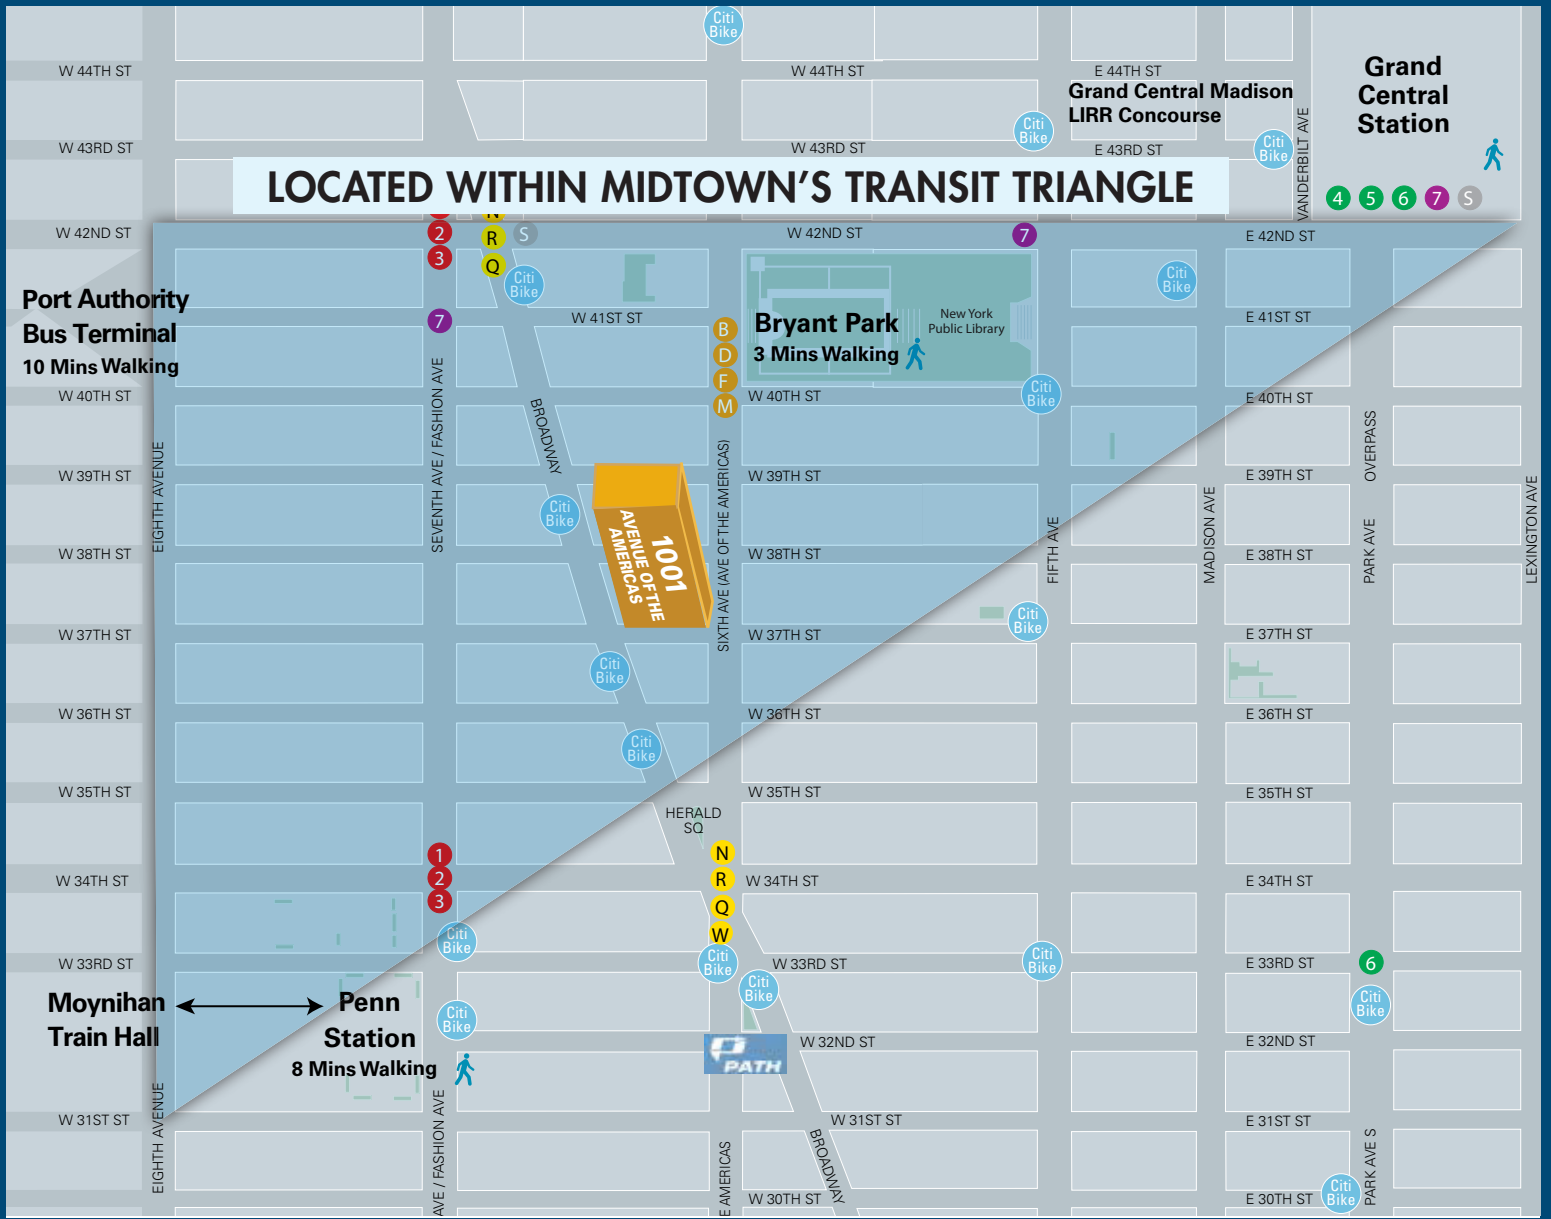 Citi
Bike
W 44TH ST
W 44TH ST
E 44TH ST
Grand
Central
Station
Grand Central Madison
LIRR Concourse
Citi
Bike
Citi
Bike
VANDERBILT AVE
W 43RD ST
W 43RD ST
E 43RD ST
LOCATED WITHIN MIDTOWN'S TRANSIT TRIANGLE
4 5 6 7 S
N
W 42ND ST
2
R
S
W 42ND ST
7
E 42ND ST
3
Q
Citi
Bike
Citi
Bike
Port Authority
Bus Terminal
10 Mins Walking
7
W 41ST ST
B
D
F
M
Bryant Park
3 Mins Walking
New York
Public Library
E 41ST ST
W 40TH ST
W 40TH ST
Citi
Bike
E 40TH ST
EIGHTH AVENUE
SEVENTH AVE / FASHION AVE
BROADWAY
SIXTH AVE (AVE OF THE AMERICAS)
FIFTH AVE
MADISON AVE
OVERPASS
PARK AVE
LEXINGTON AVE
W 39TH ST
W 39TH ST
E 39TH ST
Citi
Bike
1001
AVENUE OF THE
AMERICAS
W 38TH ST
W 38TH ST
E 38TH ST
Citi
Bike
W 37TH ST
W 37TH ST
E 37TH ST
Citi
Bike
W 36TH ST
W 36TH ST
E 36TH ST
Citi
Bike
W 35TH ST
W 35TH ST
E 35TH ST
HERALD
SQ
1
2
3
N
R
Q
W
W 34TH ST
W 34TH ST
E 34TH ST
Citi
Bike
Citi
Bike
Citi
Bike
W 33RD ST
W 33RD ST
E 33RD ST
6
Citi
Bike
Citi
Bike
Citi
Bike
Moynihan
Train Hall
Penn
Station
8 Mins Walking
PATH
W 32ND ST
E 32ND ST
W 31ST ST
W 31ST ST
E 31ST ST
EIGHTH AVENUE
AVE / FASHION AVE
E AMERICAS
BROADWAY
PARK AVE S
W 30TH ST
E 30TH ST
Citi
Bike